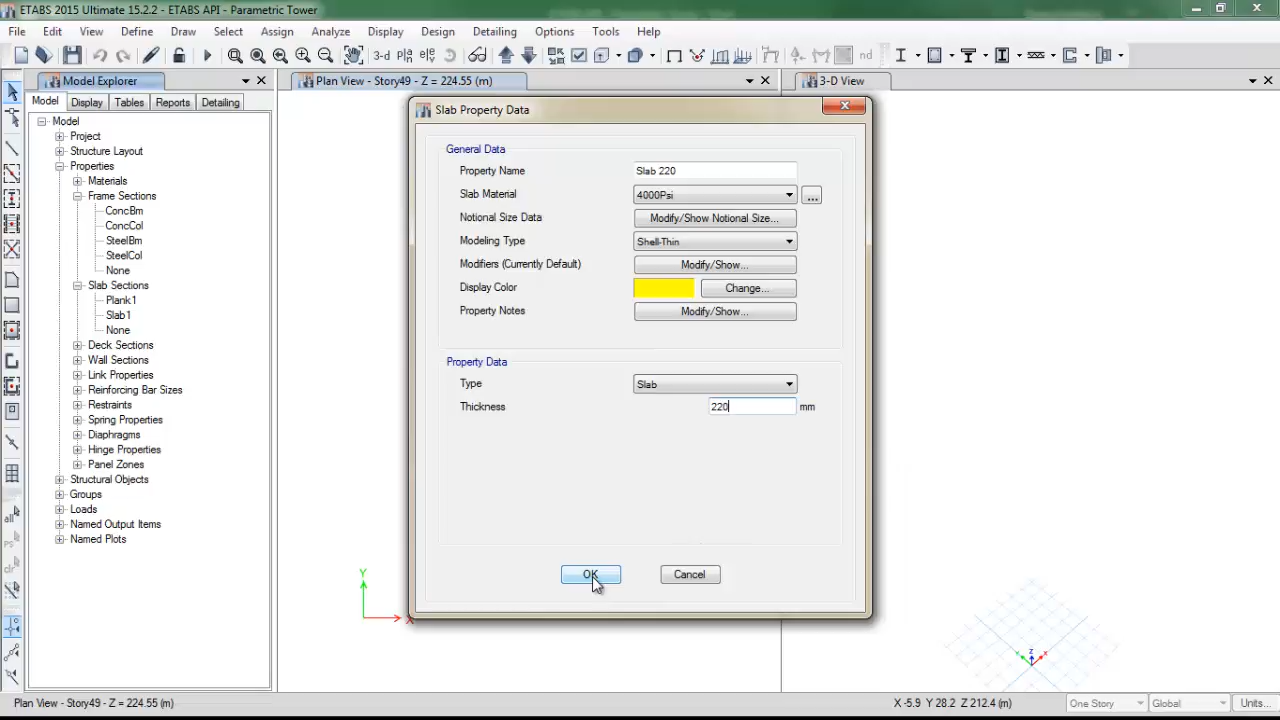 ETABS 2015 Ultimate 15.2.2 - ETABS API - Parametric Tower
File Edit View Define Draw Select Assign Analyze Display Design Detailing Options Tools Help
3-d nd
Model Explorer
Plan View - Story49 - Z = 224.55 (m)
3-D View
Model Display Tables Reports Detailing
Model
Project
Structure Layout
Properties
Materials
Frame Sections
ConcBm
ConcCol
SteelBm
SteelCol
None
Slab Sections
Plank1
Slab1
None
Deck Sections
Wall Sections
Link Properties
Reinforcing Bar Sizes
Restraints
Spring Properties
Diaphragms
Hinge Properties
Panel Zones
Structural Objects
Groups
Loads
Named Output Items
Named Plots
all
ps
clr
Slab Property Data
General Data
Property Name Slab 220
Slab Material 4000Psi ...
Notional Size Data Modify/Show Notional Size...
Modeling Type Shell-Thin
Modifiers (Currently Default) Modify/Show...
Display Color Change...
Property Notes Modify/Show...
Property Data
Type Slab
Thickness 220 mm
OK Cancel
Y
X
Z
Y X
Plan View - Story49 - Z = 224.55 (m) X -5.9 Y 28.2 Z 212.4 (m) One Story Global Units...